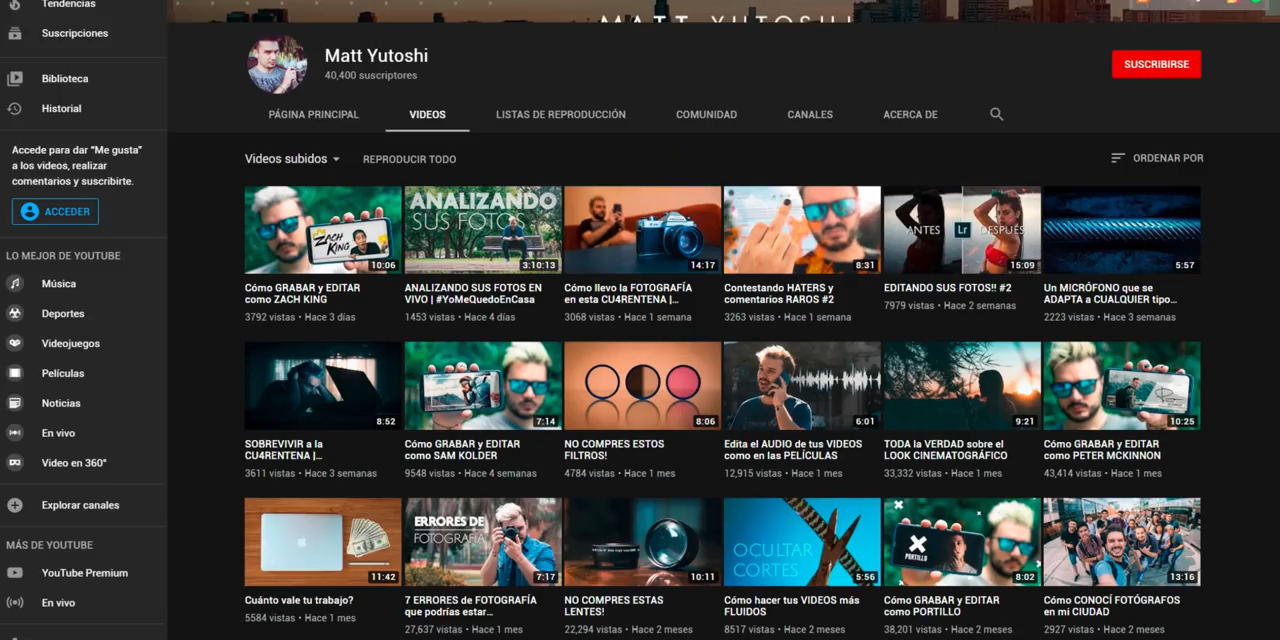 Tendencias
MATT YUTOSHI
Suscripciones
Matt Yutoshi
40,400 suscriptores
SUSCRIBIRSE
Biblioteca
Historial
PÁGINA PRINCIPAL
VIDEOS
LISTAS DE REPRODUCCIÓN
COMUNIDAD
CANALES
ACERCA DE
Accede para dar “Me gusta”
a los videos, realizar
comentarios y suscribirte.
ACCEDER
Videos subidos
REPRODUCIR TODO
ORDENAR POR
LO MEJOR DE YOUTUBE
Música
Deportes
Videojuegos
Películas
Noticias
En vivo
Video en 360°
Explorar canales
MÁS DE YOUTUBE
YouTube Premium
En vivo
ZACH
KING
10:06
Cómo GRABAR y EDITAR
como ZACH KING
3792 vistas • Hace 3 días
ANALIZANDO
SUS FOTOS
3:10:13
ANALIZANDO SUS FOTOS EN
VIVO | #YoMeQuedoEnCasa
1453 vistas • Hace 4 días
14:17
Cómo llevo la FOTOGRAFÍA
en esta CU4RENTENA |...
3068 vistas • Hace 1 semana
8:31
Contestando HATERS y
comentarios RAROS #2
3263 vistas • Hace 1 semana
ANTES
Lr
DESPUÉS
15:09
EDITANDO SUS FOTOS!! #2
7979 vistas • Hace 2 semanas
5:57
Un MICRÓFONO que se
ADAPTA a CUALQUIER tipo...
2223 vistas • Hace 3 semanas
8:52
SOBREVIVIR a la
CU4RENTENA |...
3611 vistas • Hace 3 semanas
7:14
Cómo GRABAR y EDITAR
como SAM KOLDER
9548 vistas • Hace 4 semanas
8:06
NO COMPRES ESTOS
FILTROS!
4784 vistas • Hace 1 mes
6:01
Edita el AUDIO de tus VIDEOS
como en las PELÍCULAS
12,915 vistas • Hace 1 mes
9:21
TODA la VERDAD sobre el
LOOK CINEMATOGRÁFICO
33,332 vistas • Hace 1 mes
10:25
Cómo GRABAR y EDITAR
como PETER MCKINNON
43,414 vistas • Hace 1 mes
11:42
Cuánto vale tu trabajo?
5584 vistas • Hace 1 mes
ERRORES DE
FOTOGRAFÍA
7:17
7 ERRORES de FOTOGRAFÍA
que podrías estar...
27,637 vistas • Hace 1 mes
10:11
NO COMPRES ESTAS
LENTES!
22,294 vistas • Hace 2 meses
OCULTAR
CORTES
5:56
Cómo hacer tus VIDEOS más
FLUIDOS
8517 vistas • Hace 2 meses
PORTILLO
8:02
Cómo GRABAR y EDITAR
como PORTILLO
38,201 vistas • Hace 2 meses
13:16
Cómo CONOCÍ FOTÓGRAFOS
en mi CIUDAD
2927 vistas • Hace 2 meses